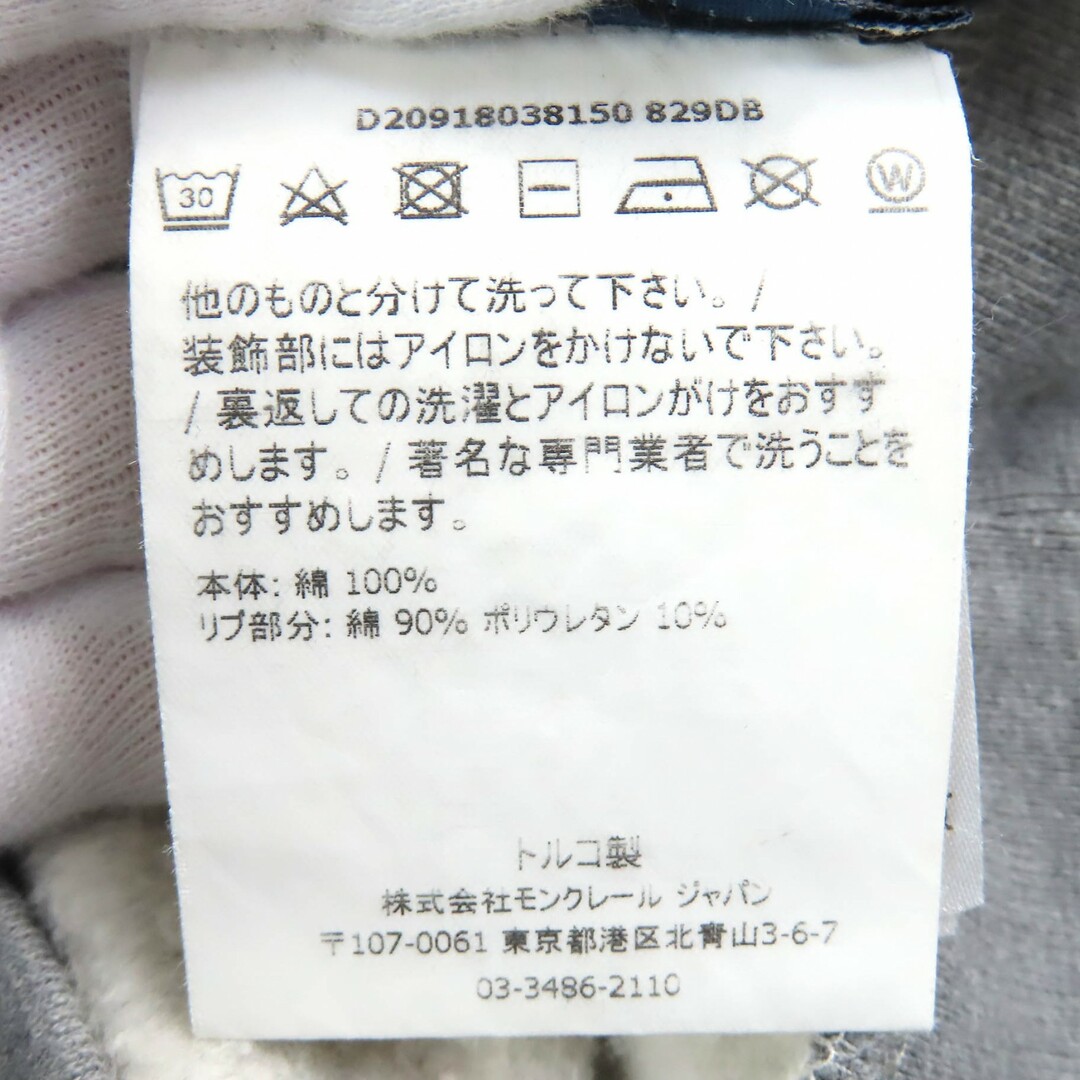 D20918038150 829DB
30 W
他のものと分けて洗って下さい。/
装飾部にはアイロンをかけないで下さい。
/ 裏返しての洗濯とアイロンがけをおすす
めします。/ 著名な専門業者で洗うことを
おすすめします。
本体: 綿 100%
リブ部分: 綿 90% ポリウレタン 10%
トルコ製
株式会社モンクレール ジャパン
〒107-0061 東京都港区北青山3-6-7
03-3486-2110